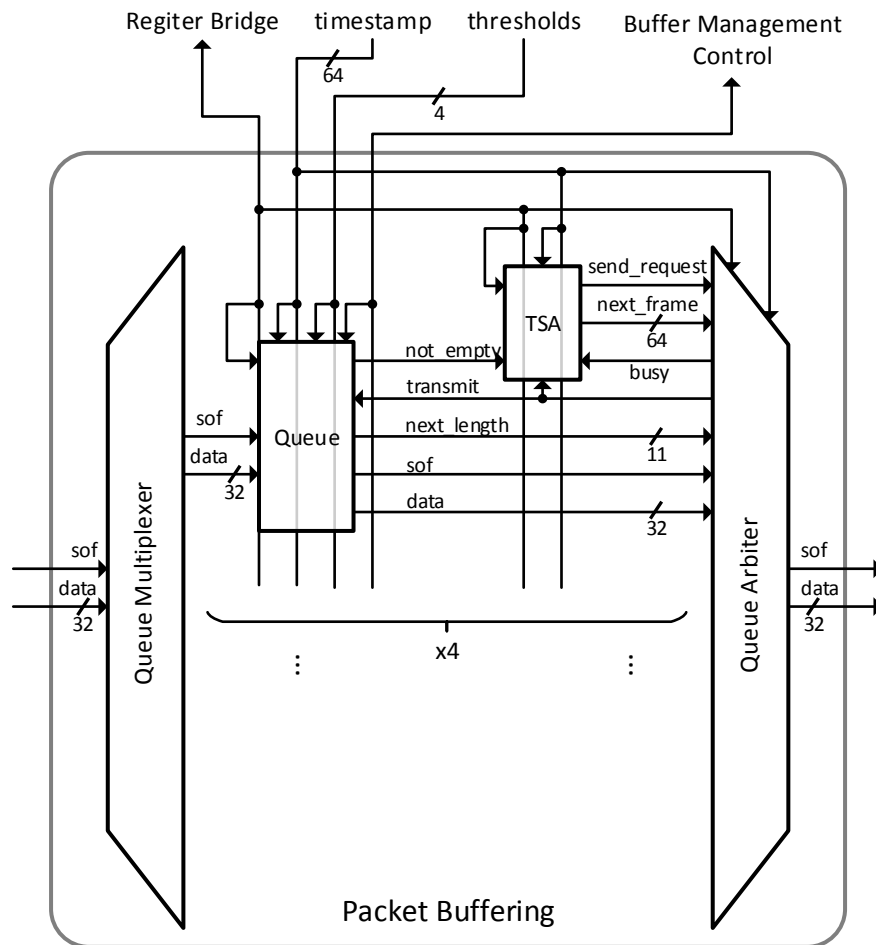 Regiter Bridge
timestamp
thresholds
Buffer Management
Control
64
4
send_request
next_frame
64
TSA
busy
not_empty
transmit
next_length
11
sof
data
32
Queue
sof
data
32
sof
data
32
Queue Multiplexer
Queue Arbiter
sof
data
32
x4
⋮
⋮
Packet Buffering